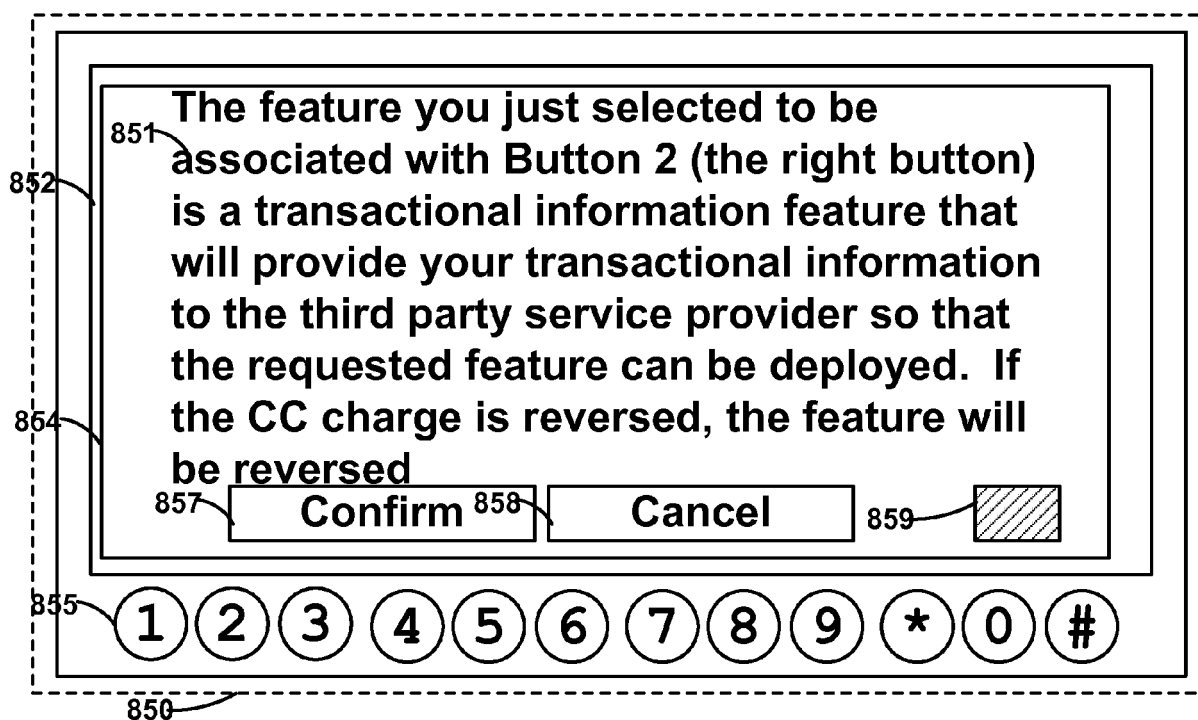 The feature you just selected to be
851
associated with Button 2 (the right button)
852
is a transactional information feature that
will provide your transactional information
to the third party service provider so that
the requested feature can be deployed.  If
864
the CC charge is reversed, the feature will
be reversed
857 Confirm 858 Cancel 859
855 1 2 3 4 5 6 7 8 9 * 0 #
850